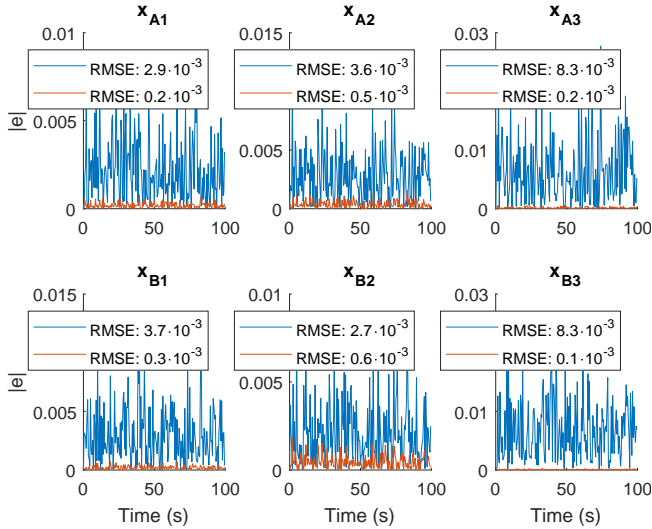 x_A1
0.01
RMSE: 2.9·10^-3
RMSE: 0.2·10^-3
0.005
|e|
0
0 50 100
x_A2
0.015
RMSE: 3.6·10^-3
RMSE: 0.5·10^-3
0.005
0
0 50 100
x_A3
0.03
RMSE: 8.3·10^-3
RMSE: 0.2·10^-3
0.01
0
0 50 100
x_B1
0.015
RMSE: 3.7·10^-3
RMSE: 0.3·10^-3
0.005
|e|
0
0 50 100
Time (s)
x_B2
0.01
RMSE: 2.7·10^-3
RMSE: 0.6·10^-3
0.005
0
0 50 100
Time (s)
x_B3
0.03
RMSE: 8.3·10^-3
RMSE: 0.1·10^-3
0.01
0
0 50 100
Time (s)